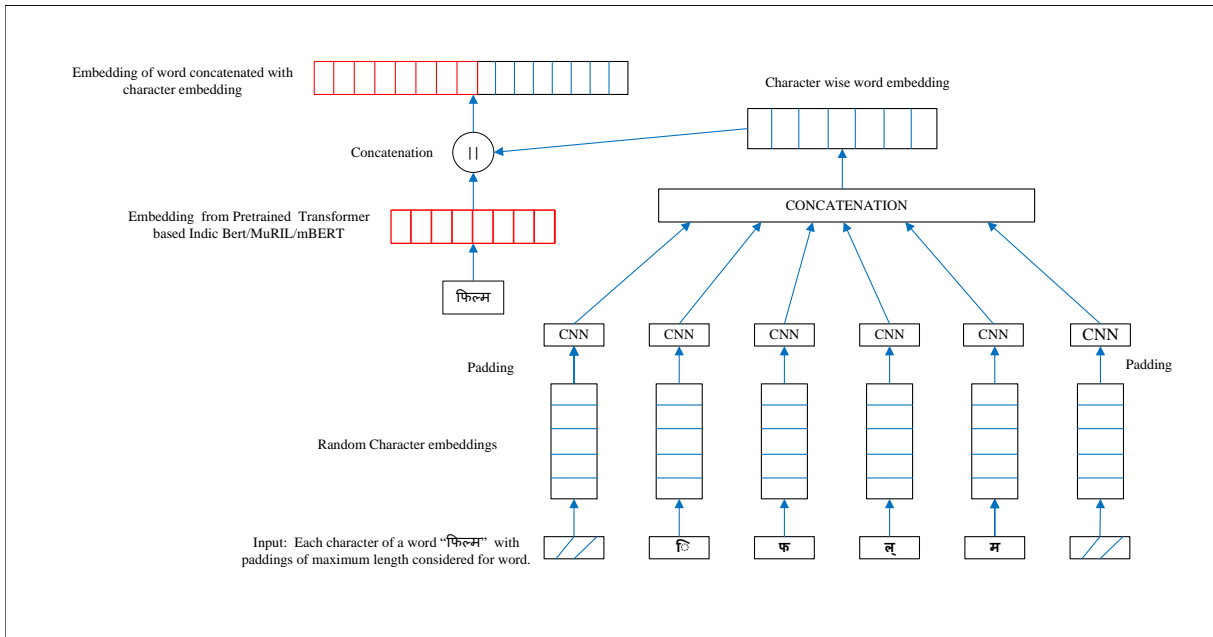 Embedding of word concatenated with
character embedding
Character wise word embedding
Concatenation
||
CONCATENATION
Embedding from Pretrained Transformer
based Indic Bert/MuRIL/mBERT
फिल्म
CNN
CNN
CNN
CNN
CNN
CNN
Padding
Padding
Random Character embeddings
Input: Each character of a word “फिल्म” with
paddings of maximum length considered for word.
ि
फ
ल्
म